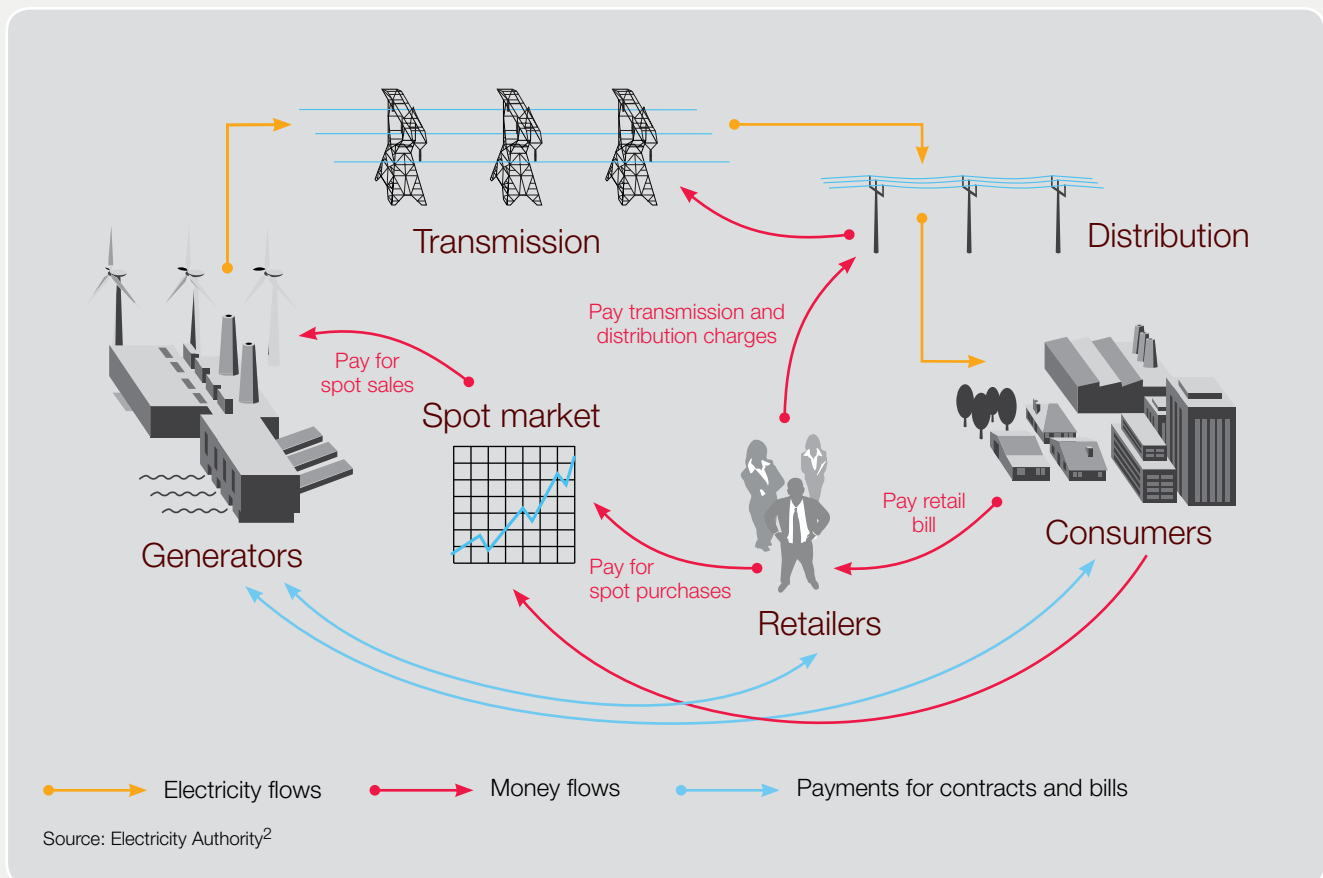 Transmission
Distribution
Pay transmission and
distribution charges
Pay for
spot sales
Spot market
Pay retail
bill
Generators
Consumers
Pay for
spot purchases
Retailers
Electricity flows
Money flows
Payments for contracts and bills
Source: Electricity Authority2